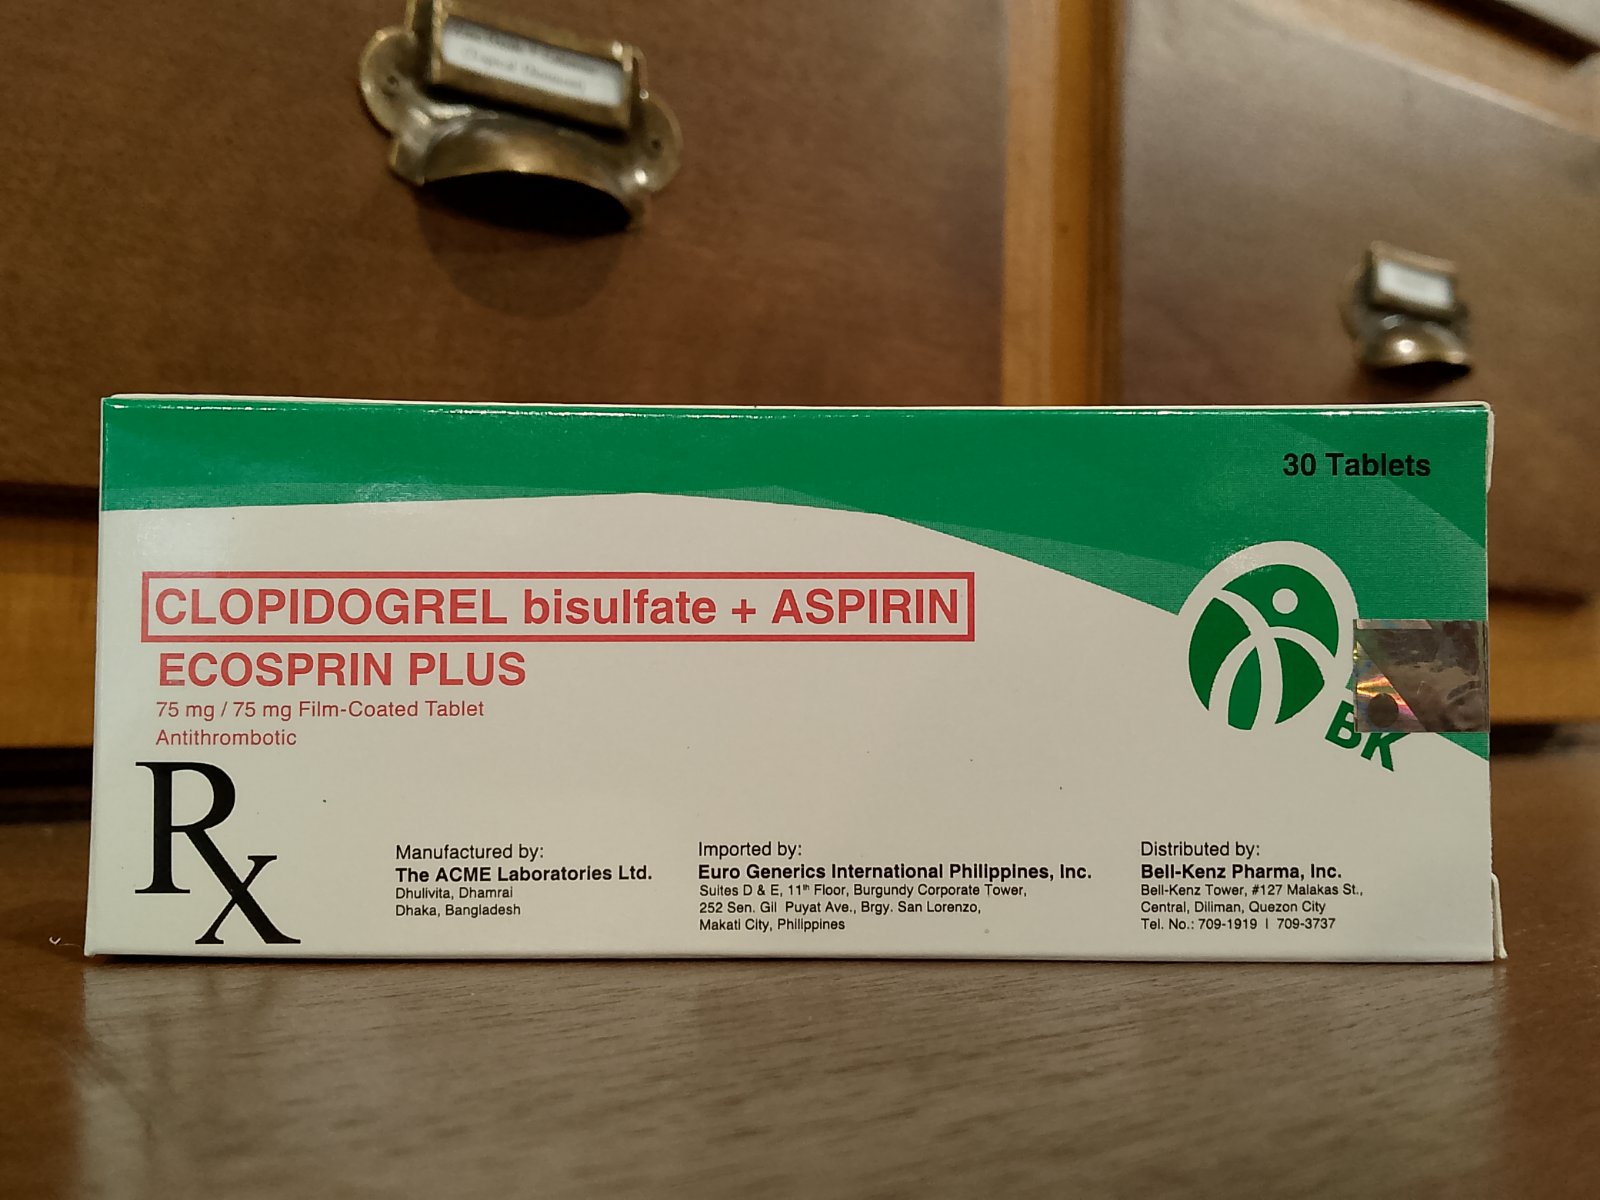 30 Tablets
CLOPIDOGREL bisulfate + ASPIRIN
ECOSPRIN PLUS
75 mg / 75 mg Film-Coated Tablet
Antithrombotic
BK
Rx
Manufactured by:
The ACME Laboratories Ltd.
Dhulivita, Dhamrai
Dhaka, Bangladesh
Imported by:
Euro Generics International Philippines, Inc.
Suites D & E, 11th Floor, Burgundy Corporate Tower,
252 Sen. Gil Puyat Ave., Brgy. San Lorenzo,
Makati City, Philippines
Distributed by:
Bell-Kenz Pharma, Inc.
Bell-Kenz Tower, #127 Malakas St.,
Central, Diliman, Quezon City
Tel. No.: 709-1919 I 709-3737